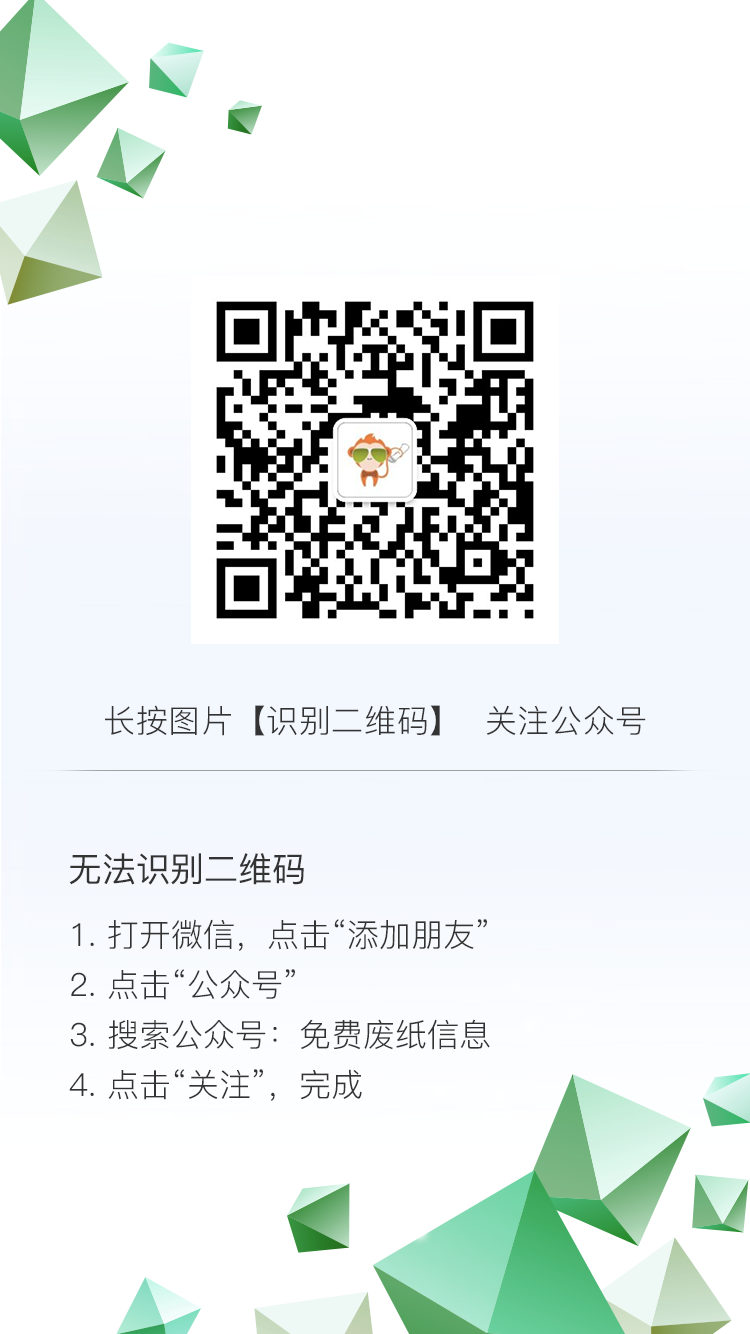 长按图片【识别二维码】 关注公众号
无法识别二维码
1. 打开微信，点击“添加朋友”
2. 点击“公众号”
3. 搜索公众号：免费废纸信息
4. 点击“关注”，完成